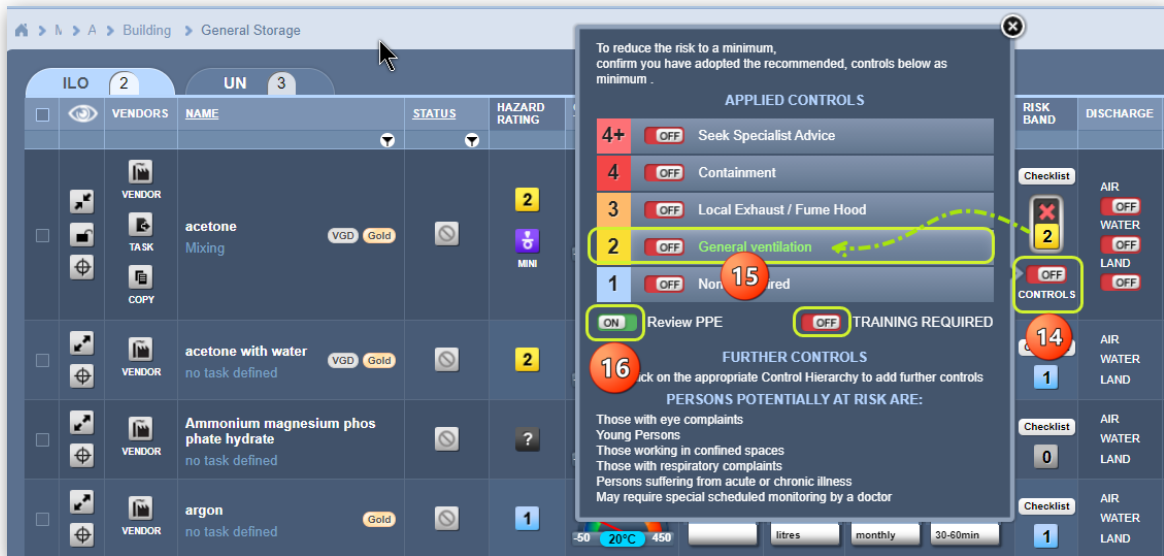 M A Building General Storage
ILO 2 UN 3
VENDORS NAME STATUS HAZARD RATING
VENDOR
TASK
COPY
acetone
Mixing
VGD Gold
2
MINI
VENDOR
acetone with water
no task defined
VGD Gold
2
VENDOR
Ammonium magnesium phos
phate hydrate
no task defined
?
VENDOR
argon
no task defined
Gold
1
To reduce the risk to a minimum,
confirm you have adopted the recommended, controls below as
minimum .
APPLIED CONTROLS
4+ OFF Seek Specialist Advice
4 OFF Containment
3 OFF Local Exhaust / Fume Hood
2 OFF General ventilation
1 OFF
15
ON Review PPE OFF TRAINING REQUIRED
16
FURTHER CONTROLS
on the appropriate Control Hierarchy to add further controls
PERSONS POTENTIALLY AT RISK ARE:
Those with eye complaints
Young Persons
Those working in confined spaces
Those with respiratory complaints
Persons suffering from acute or chronic illness
May require special scheduled monitoring by a doctor
-50 20°C 450 litres monthly 30-60min
RISK BAND DISCHARGE
Checklist
2
OFF
CONTROLS
14
AIR
OFF
WATER
OFF
LAND
OFF
1
AIR
WATER
LAND
Checklist
0
AIR
WATER
LAND
Checklist
1
AIR
WATER
LAND